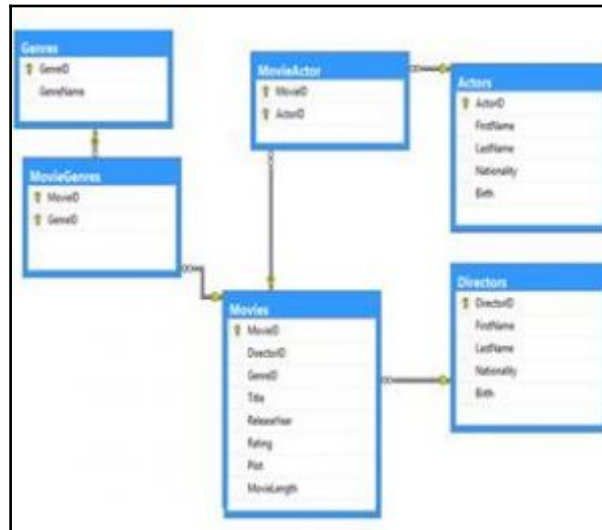 Genres
GenreID
GenreName
MovieGenres
MovieID
GenreID
MovieActor
MovieID
ActorID
Actors
ActorID
FirstName
LastName
Nationality
Birth
Movies
MovieID
DirectorID
GenreID
Title
ReleaseYear
Rating
Plot
MovieLength
Directors
DirectorID
FirstName
LastName
Nationality
Birth